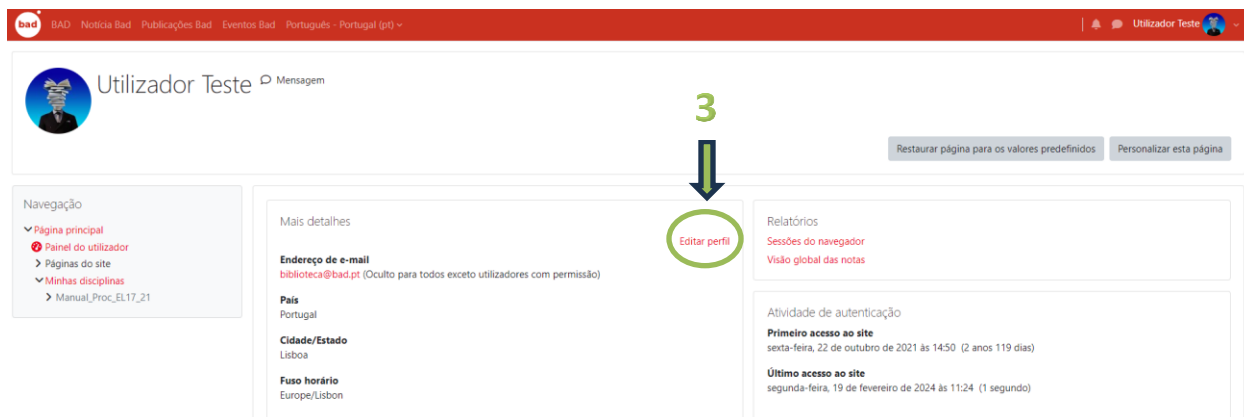 bad BAD Notícia Bad Publicações Bad Eventos Bad Português - Portugal (pt) Utilizador Teste
Utilizador Teste Mensagem
3
Restaurar página para os valores predefinidos Personalizar esta página
Navegação
Página principal
Painel do utilizador
Páginas do site
Minhas disciplinas
Manual_Proc_EL17_21
Mais detalhes
Editar perfil
Endereço de e-mail
biblioteca@bad.pt (Oculto para todos exceto utilizadores com permissão)
País
Portugal
Cidade/Estado
Lisboa
Fuso horário
Europe/Lisbon
Relatórios
Sessões do navegador
Visão global das notas
Atividade de autenticação
Primeiro acesso ao site
sexta-feira, 22 de outubro de 2021 às 14:50 (2 anos 119 dias)
Último acesso ao site
segunda-feira, 19 de fevereiro de 2024 às 11:24 (1 segundo)